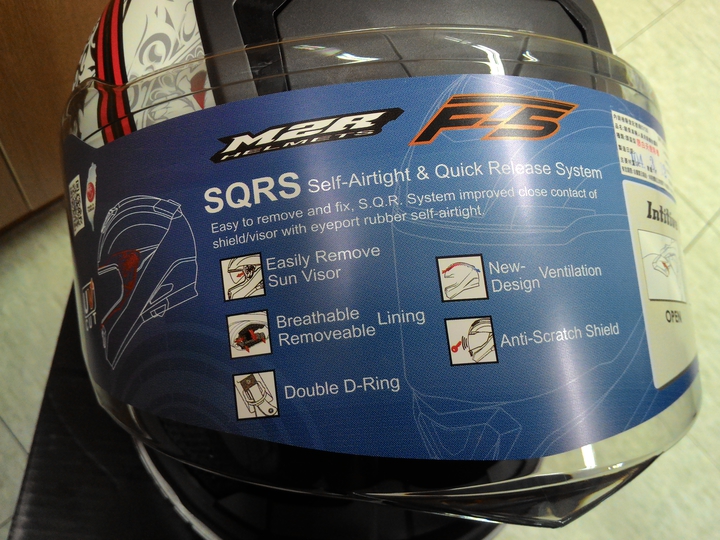 M2R
HELMETS
F-5
SQRS Self-Airtight & Quick Release System
Easy to remove and fix, S.Q.R. System improved close contact of
shield/visor with eyeport rubber self-airtight.
Easily Remove
Sun Visor
New-
Design Ventilation
Breathable Lining
Removeable
Anti-Scratch Shield
Double D-Ring
OPEN